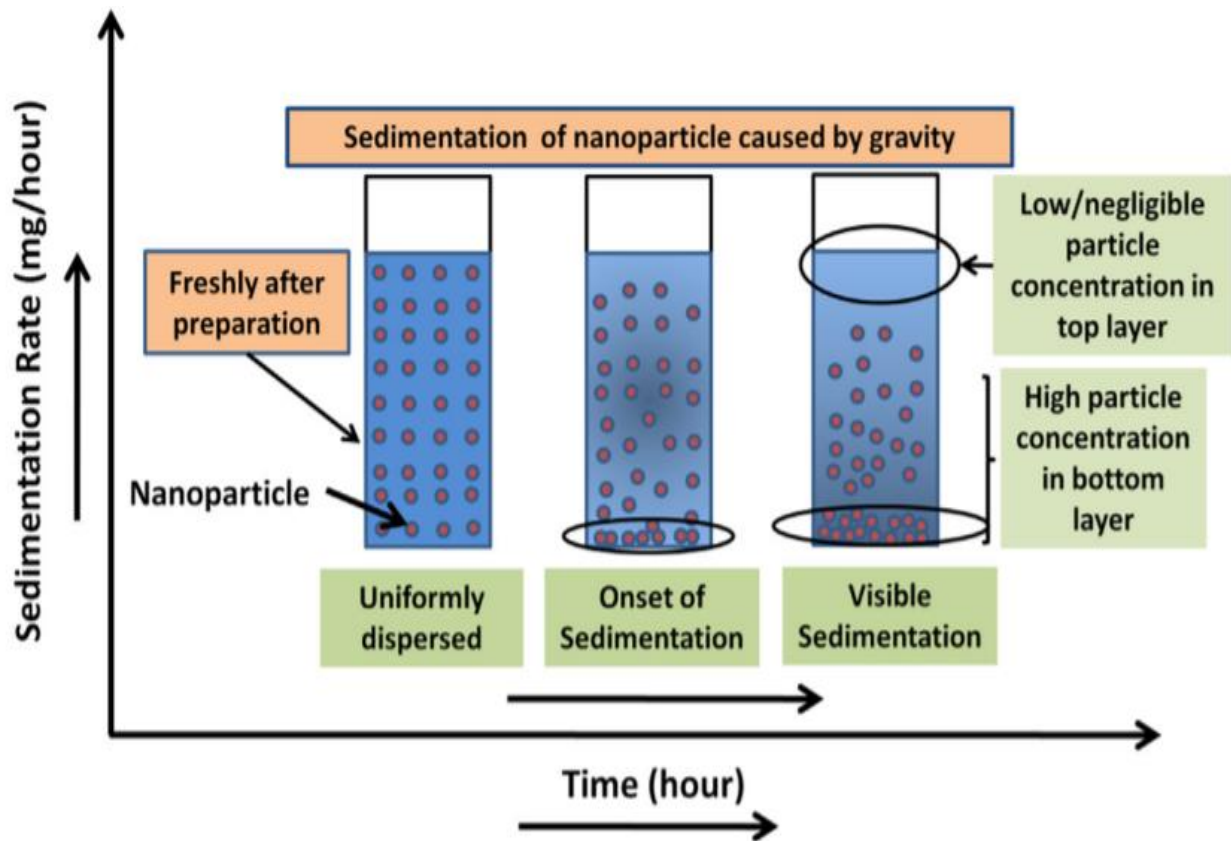 Sedimentation of nanoparticle caused by gravity
Sedimentation Rate (mg/hour)
Freshly after
preparation
Nanoparticle
Low/negligible
particle
concentration in
top layer
High particle
concentration
in bottom
layer
Uniformly
dispersed
Onset of
Sedimentation
Visible
Sedimentation
Time (hour)